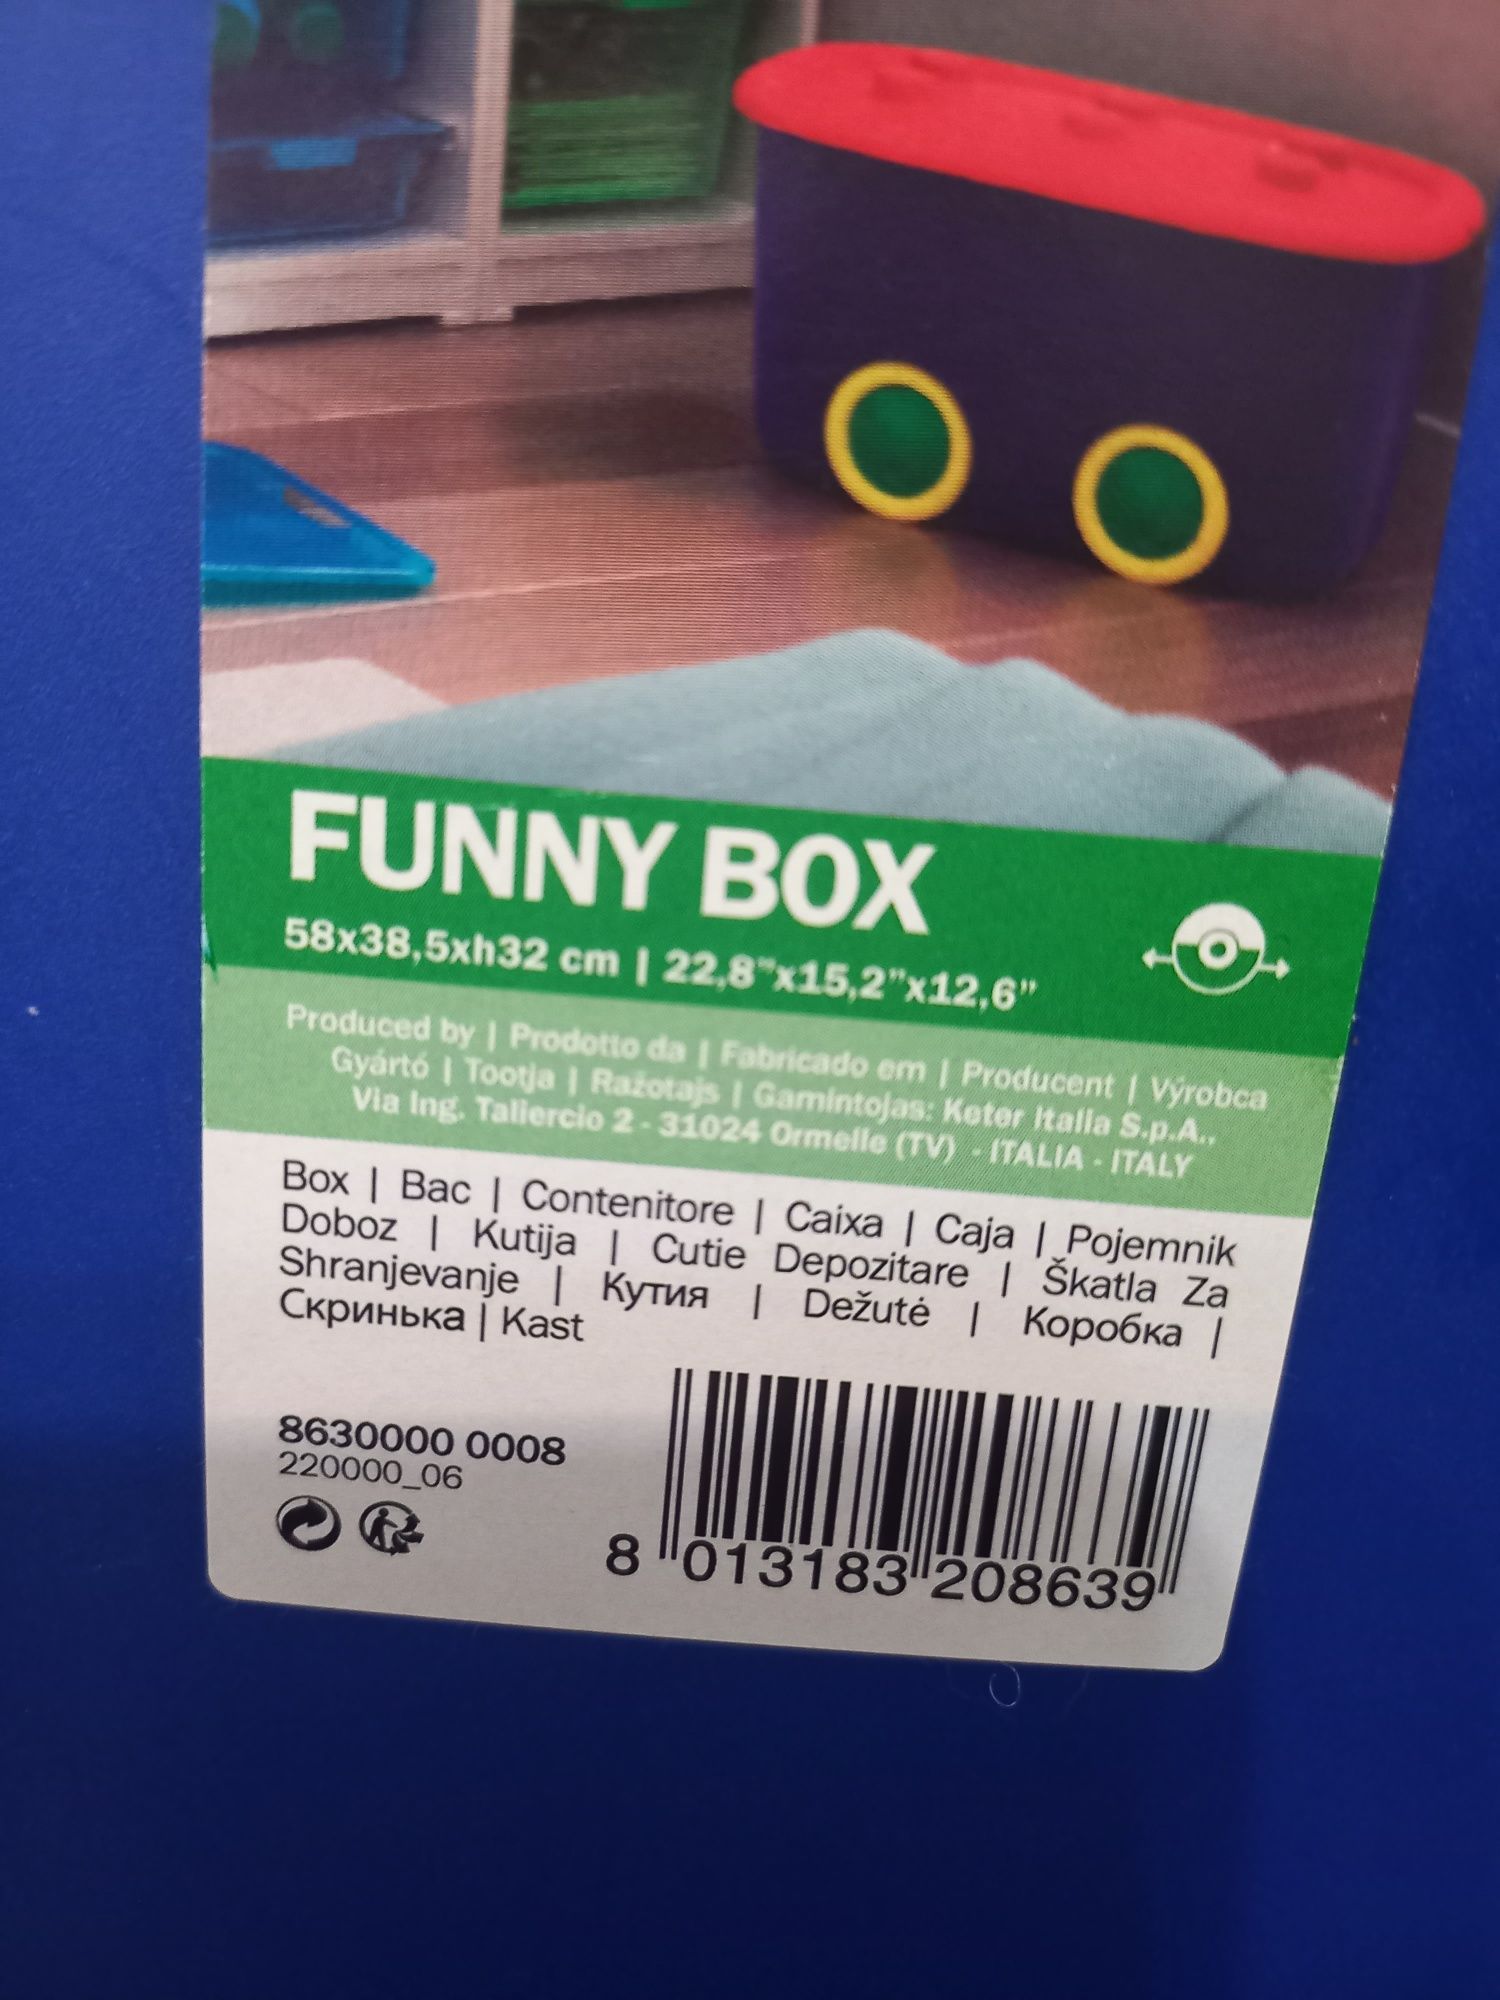 FUNNY BOX
58x38,5xh32 cm | 22,8”x15,2”x12,6”
Produced by | Prodotto da | Fabricado em | Producent | Výrobca
Gyártó | Tootja | Ražotajs | Gamintojas: Keter Italia S.p.A.,
Via Ing. Taliercio 2 - 31024 Ormelle (TV) - ITALIA - ITALY
Box | Bac | Contenitore | Caixa | Caja | Pojemnik
Doboz | Kutija | Cutie Depozitare | Škatla Za
Shranjevanje | Кутия | Dežutė | Коробка |
Скринька | Kast
8630000 0008
220000_06
8 013183 208639